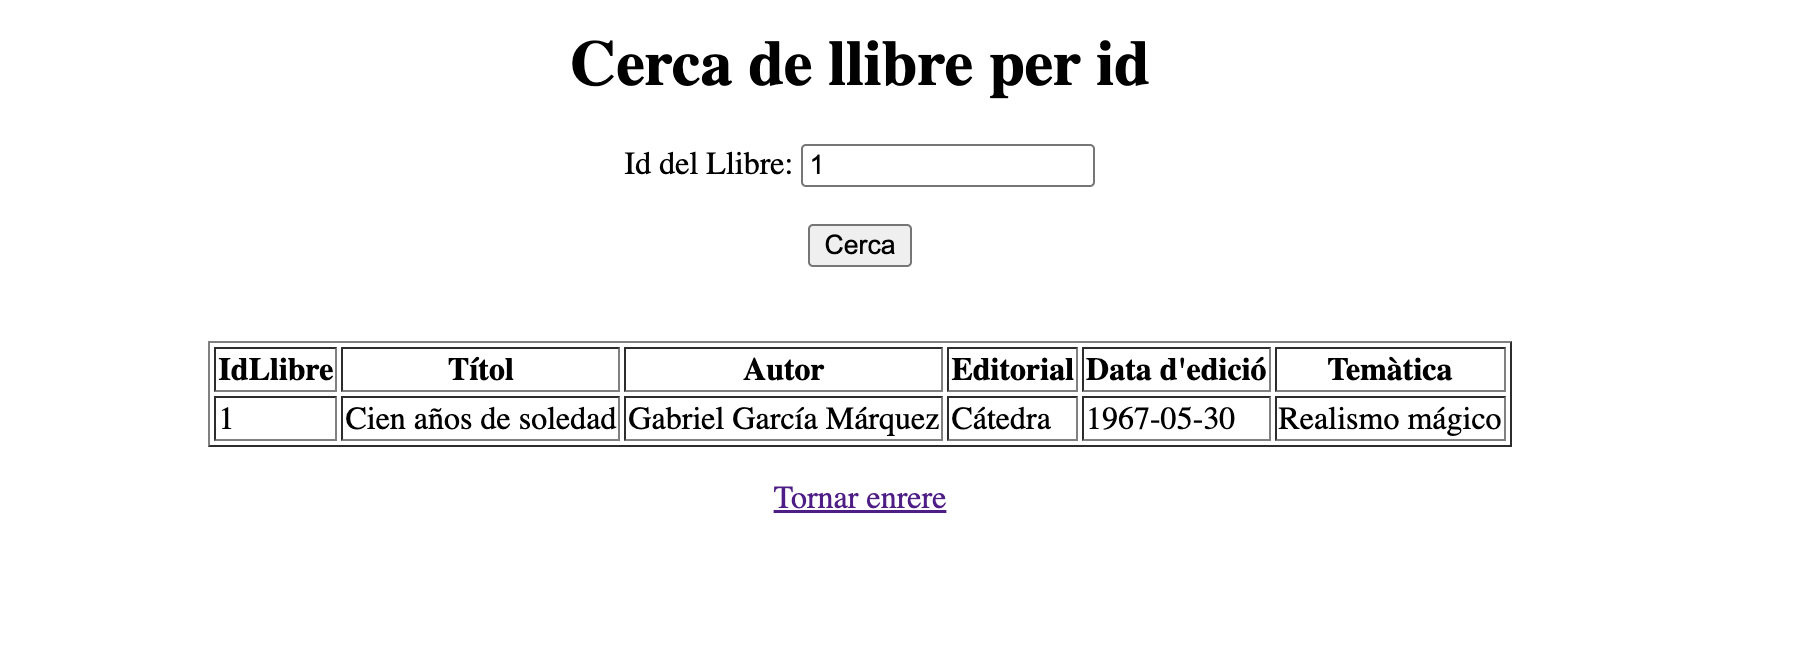 Cerca de llibre per id
Id del Llibre: 1
Cerca
IdLlibre Títol Autor Editorial Data d'edició Temàtica
1 Cien años de soledad Gabriel García Márquez Cátedra 1967-05-30 Realismo mágico
Tornar enrere